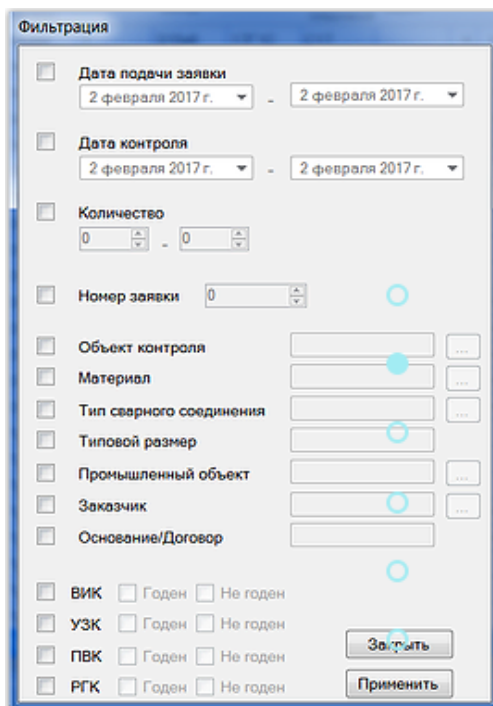 Фильтрация
Дата подачи заявки
2 февраля 2017 г. - 2 февраля 2017 г.
Дата контроля
2 февраля 2017 г. - 2 февраля 2017 г.
Количество
0 - 0
Номер заявки 0
Объект контроля ...
Материал ...
Тип сварного соединения ...
Типовой размер
Промышленный объект ...
Заказчик ...
Основание/Договор
ВИК Годен Не годен
УЗК Годен Не годен
Закрыть
ПВК Годен Не годен
РГК Годен Не годен
Применить